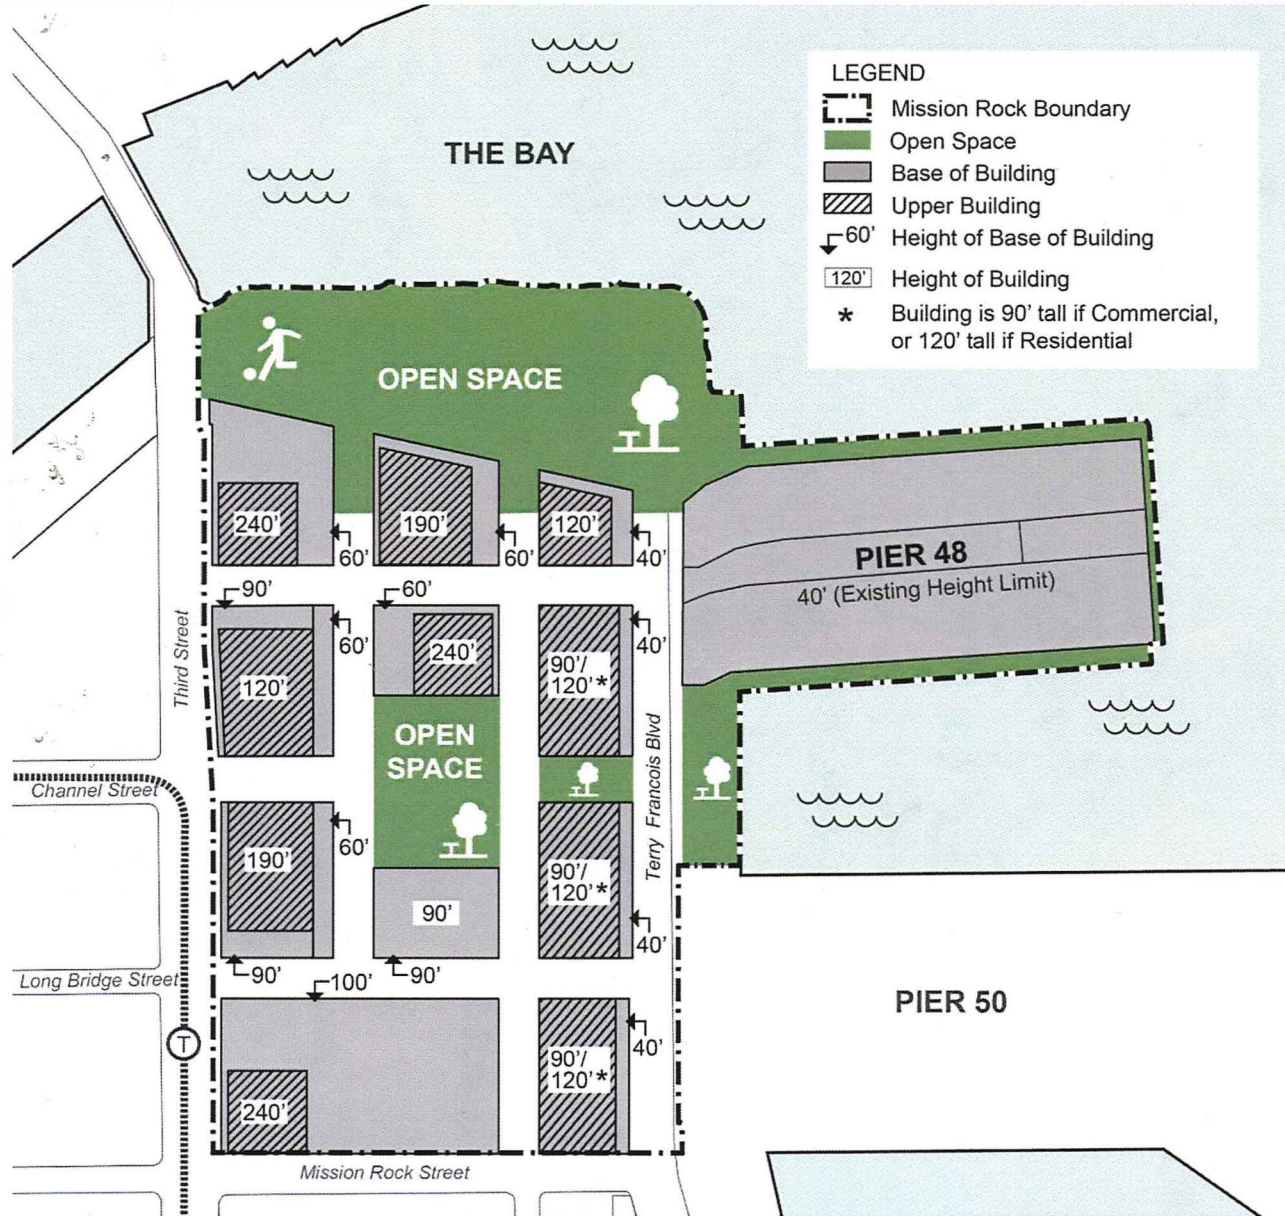 LEGEND
Mission Rock Boundary
Open Space
Base of Building
Upper Building
60' Height of Base of Building
120' Height of Building
* Building is 90' tall if Commercial,
or 120' tall if Residential
THE BAY
OPEN SPACE
240'
60'
190'
60'
120'
40'
PIER 48
40' (Existing Height Limit)
Third Street
90'
60'
120'
60'
240'
90'/
120'*
40'
OPEN
SPACE
Terry Francois Blvd
Channel Street
190'
60'
90'
90'
90'
90'/
120'*
40'
Long Bridge Street
100'
T
240'
90'/
120'*
40'
PIER 50
Mission Rock Street